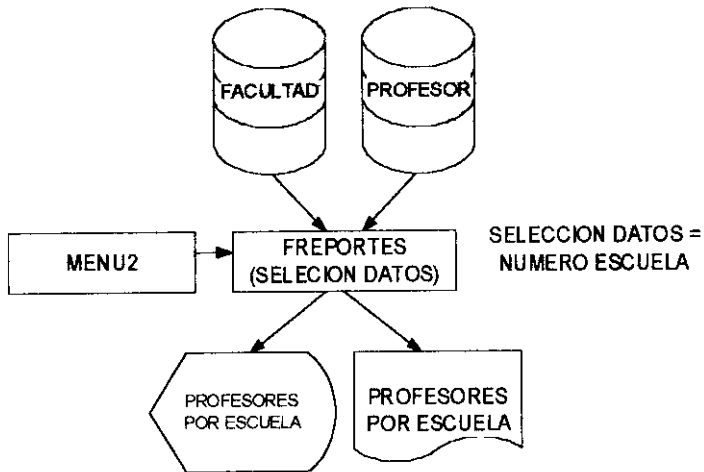 FACULTAD
PROFESOR
MENU2
FREPORTES
(SELECION DATOS)
SELECCION DATOS =
NUMERO ESCUELA
PROFESORES
POR ESCUELA
PROFESORES
POR ESCUELA